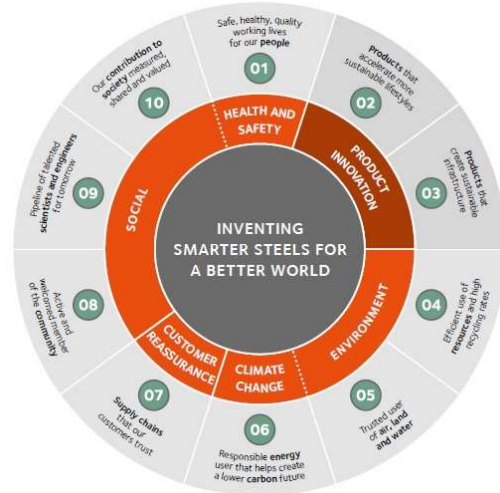 INVENTING
SMARTER STEELS FOR
A BETTER WORLD
HEALTH AND
SAFETY
PRODUCT
INNOVATION
ENVIRONMENT
CLIMATE
CHANGE
CUSTOMER
REASSURANCE
SOCIAL
Safe, healthy, quality
working lives
for our people
01
Products that
accelerate more
sustainable lifestyles
02
Products that
create sustainable
infrastructure
03
Efficient use of
resources and high
recycling rates
04
Trusted user
of air, land
and water
05
Responsible energy
user that helps create
a lower carbon future
06
Supply chains
that our
customers trust
07
Active and
welcomed member
of the community
08
Pipeline of talented
scientists and engineers
for tomorrow
09
Our contribution to
society measured,
shared and valued
10